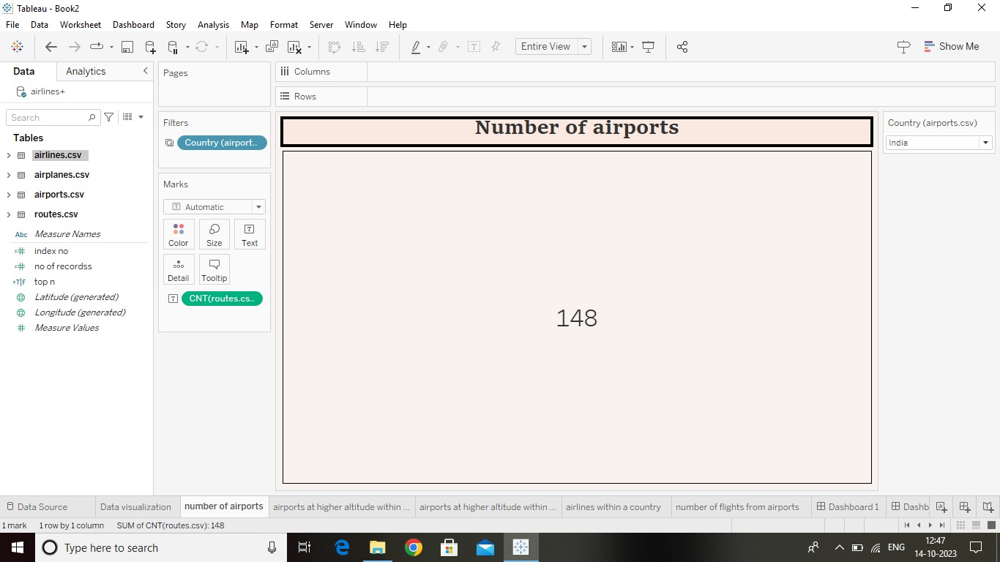 Tableau - Book2
File Data Worksheet Dashboard Story Analysis Map Format Server Window Help
Entire View
Show Me
Data Analytics
airlines+
Search
Tables
airlines.csv
airplanes.csv
airports.csv
routes.csv
Abc Measure Names
index no
no of recordss
=T|F top n
Latitude (generated)
Longitude (generated)
Measure Values
Pages
Filters
Country (airport..
Marks
Automatic
Color Size Text
Detail Tooltip
CNT(routes.cs..
Columns
Rows
Number of airports
148
Country (airports.csv)
India
Data Source Data visualization number of airports airports at higher altitude within ... airports at higher altitude within ... airlines within a country number of flights from airports Dashboard 1 Dashb
1 mark 1 row by 1 column SUM of CNT(routes.csv): 148
Type here to search
ENG
12:47
14-10-2023